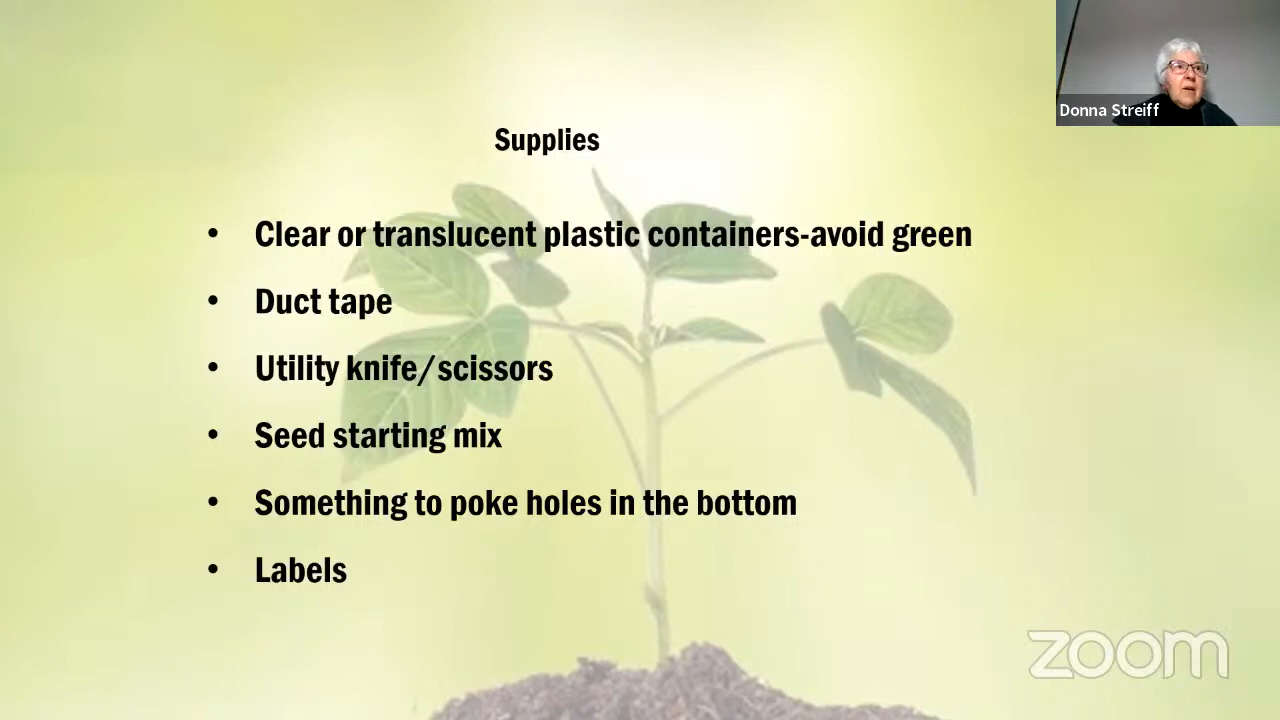 Donna Streiff
Supplies
• Clear or translucent plastic containers-avoid green
• Duct tape
• Utility knife/scissors
• Seed starting mix
• Something to poke holes in the bottom
• Labels
zoom